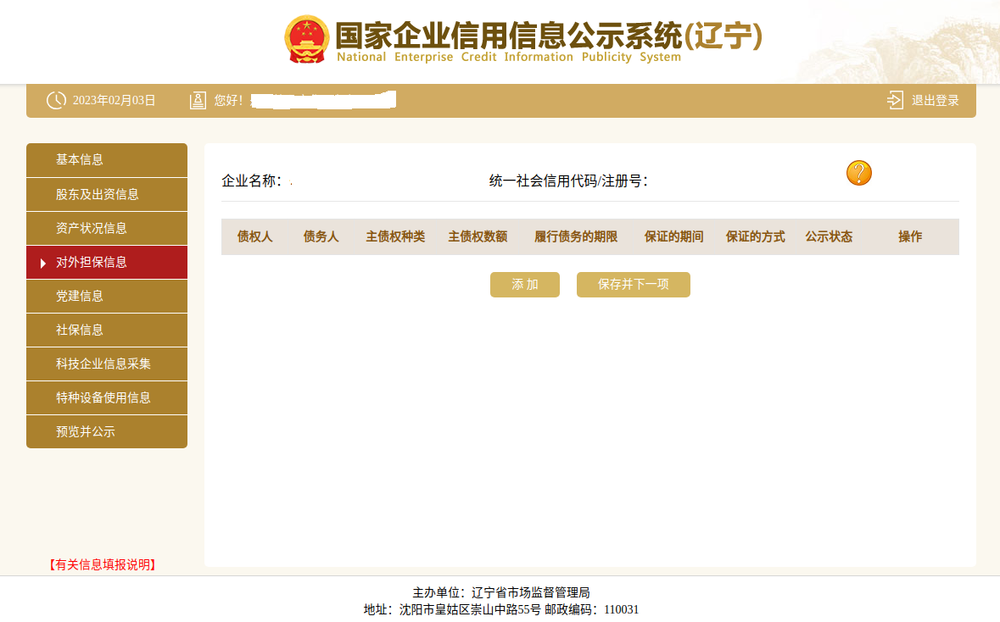 国家企业信用信息公示系统(辽宁)
National Enterprise Credit Information Publicity System
2023年02月03日 您好！ 退出登录
基本信息
股东及出资信息
资产状况信息
对外担保信息
党建信息
社保信息
科技企业信息采集
特种设备使用信息
预览并公示
【有关信息填报说明】
企业名称： 统一社会信用代码/注册号：
债权人 债务人 主债权种类 主债权数额 履行债务的期限 保证的期间 保证的方式 公示状态 操作
添 加 保存并下一项
主办单位：辽宁省市场监督管理局
地址：沈阳市皇姑区崇山中路55号 邮政编码：110031